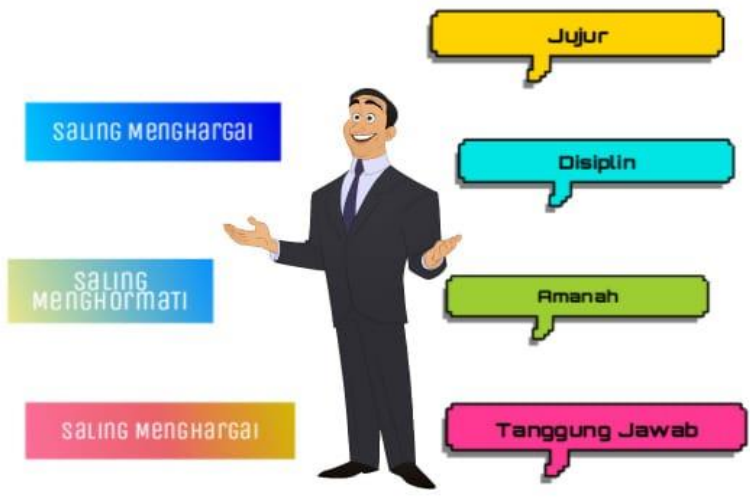 Jujur
Saling Menghargai
Disiplin
Saling
Menghormati
Amanah
Saling Menghargai
Tanggung Jawab